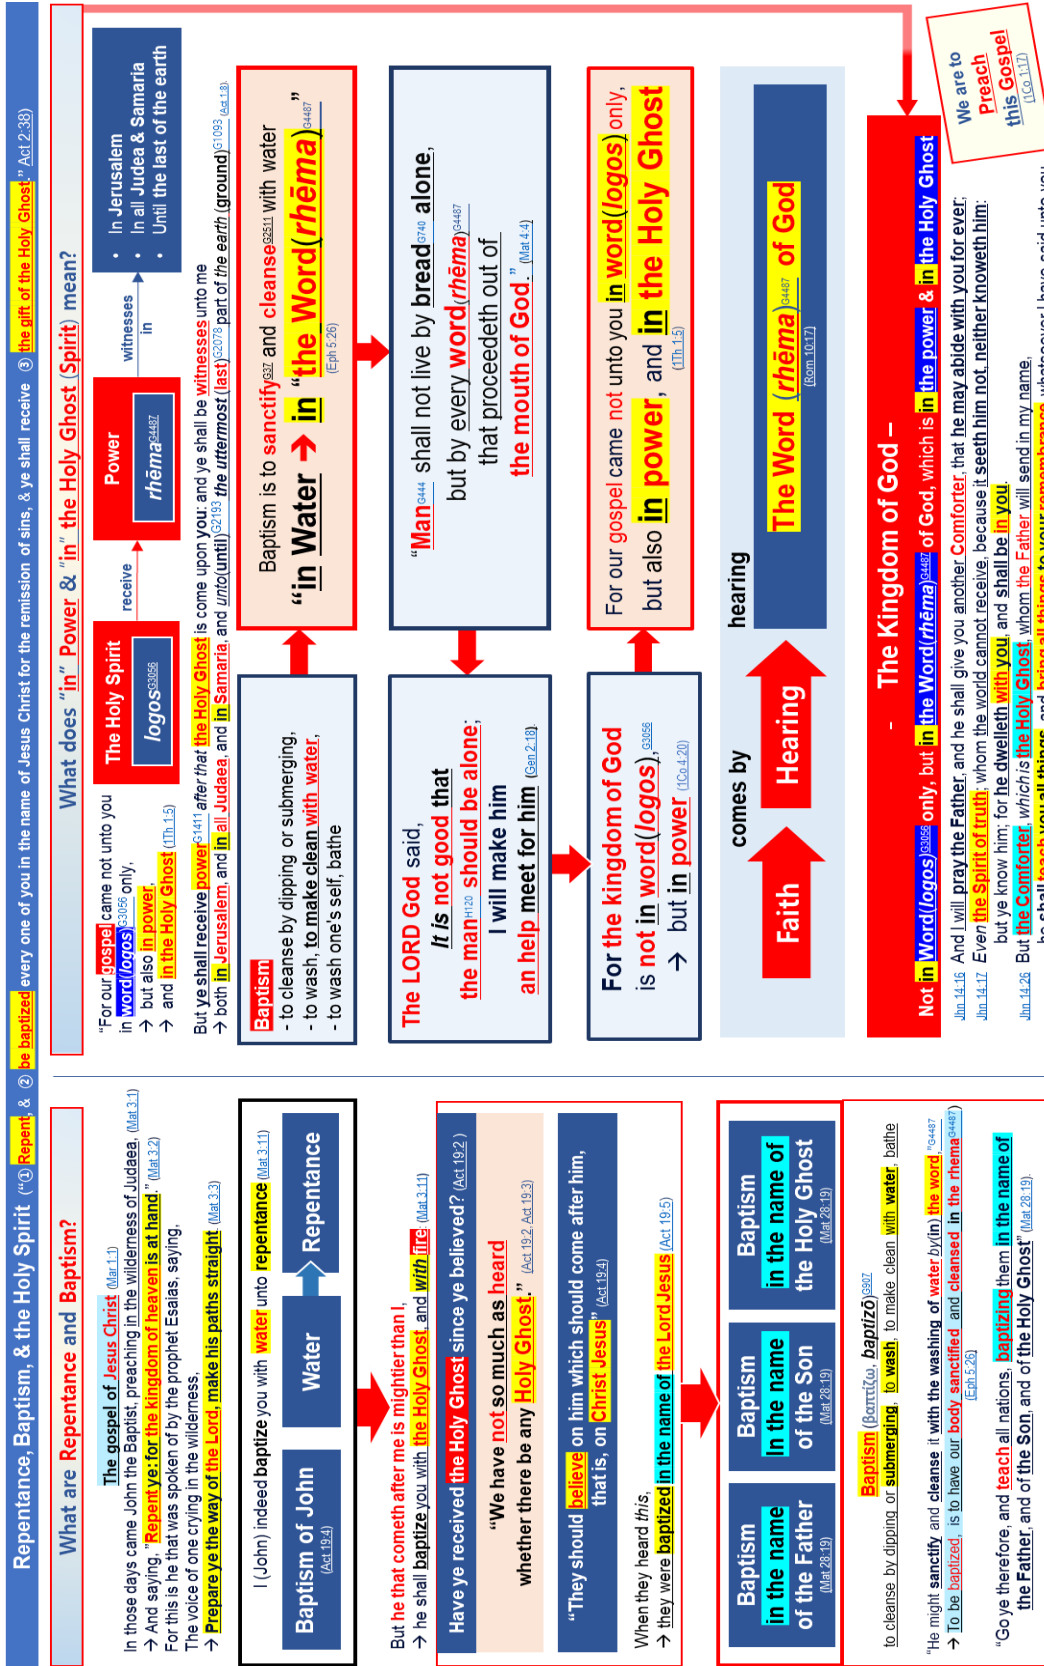 Repentance, Baptism, & the Holy Spirit ("① Repent, & ② be baptized every one of you in the name of Jesus Christ for the remission of sins, & ye shall receive ③ the gift of the Holy Ghost." Act 2:38)
What are Repentance and Baptism?
The gospel of Jesus Christ (Mar 1:1)
In those days came John the Baptist, preaching in the wilderness of Judaea, (Mat 3:1)
→ And saying, "Repent ye: for the kingdom of heaven is at hand." (Mat 3:2)
For this is he that was spoken of by the prophet Esaias, saying,
The voice of one crying in the wilderness,
→ Prepare ye the way of the Lord, make his paths straight. (Mat 3:3)
I (John) indeed baptize you with water unto repentance (Mat 3:11)
Baptism of John
(Act 19:4)
Water
Repentance
But he that cometh after me is mightier than I,
→ he shall baptize you with the Holy Ghost, and with fire: (Mat 3:11)
Have ye received the Holy Ghost since ye believed? (Act 19:2)
"We have not so much as heard
whether there be any Holy Ghost." (Act 19:2, Act 19:3)
"They should believe on him which should come after him,
that is, on Christ Jesus" (Act 19:4)
When they heard this,
→ they were baptized in the name of the Lord Jesus (Act 19:5)
Baptism
in the name
of the Father
(Mat 28:19)
Baptism
In the name
of the Son
(Mat 28:19)
Baptism
in the name of
the Holy Ghost
(Mat 28:19)
Baptism (βαπτίζω, baptizō)G907
to cleanse by dipping or submerging, to wash, to make clean with water, bathe
"He might sanctify and cleanse it with the washing of water by(in) the word,"G4487
→ To be baptized, is to have our body sanctified and cleansed in the rhemaG4487
(Eph 5:26)
"Go ye therefore, and teach all nations, baptizing them in the name of
the Father, and of the Son, and of the Holy Ghost" (Mat 28:19).
What does "in" Power & "in" the Holy Ghost (Spirit) mean?
"For our gospel came not unto you
in word(logos)G3056 only,
→ but also in power,
→ and in the Holy Ghost (1Th 1:5)
The Holy Spirit
logosG3056
receive
Power
rhēmaG4487
witnesses
in
• In Jerusalem
• In all Judea & Samaria
• Until the last of the earth
But ye shall receive powerG1411 after that the Holy Ghost is come upon you: and ye shall be witnesses unto me
→ both in Jerusalem, and in all Judaea, and in Samaria, and unto(until)G2193 the uttermost (last)G2078 part of the earth (ground)G1093 (Act 1:8).
Baptism
- to cleanse by dipping or submerging,
- to wash, to make clean with water,
- to wash one's self, bathe
Baptism is to sanctifyG37 and cleanseG2511 with water
"in Water → in "the Word(rhēma)G4487"
(Eph 5:26)
The LORD God said,
It is not good that
the manH120 should be alone;
I will make him
an help meet for him (Gen 2:18).
"ManG444 shall not live by breadG740 alone,
but by every word(rhēma)G4487
that proceedeth out of
the mouth of God." (Mat 4:4)
For the kingdom of God
is not in word(logos),G3056
→ but in power (1Co 4:20)
For our gospel came not unto you in word(logos) only,
but also in power, and in the Holy Ghost
(1Th 1:5)
Faith
comes by
Hearing
hearing
The Word (rhēma)G4487 of God
(Rom 10:17)
- The Kingdom of God –
Not in Word(logos)G3056 only, but in the Word(rhēma)G4487 of God, which is in the power & in the Holy Ghost
We are to
Preach
this Gospel
(1Co 1:17)
Jhn 14:16 And I will pray the Father, and he shall give you another Comforter, that he may abide with you for ever;
Jhn 14:17 Even the Spirit of truth; whom the world cannot receive, because it seeth him not, neither knoweth him:
but ye know him; for he dwelleth with you, and shall be in you.
Jhn 14:26 But the Comforter, which is the Holy Ghost, whom the Father will send in my name,
he shall teach you all things, and bring all things to your remembrance, whatsoever I have said unto you